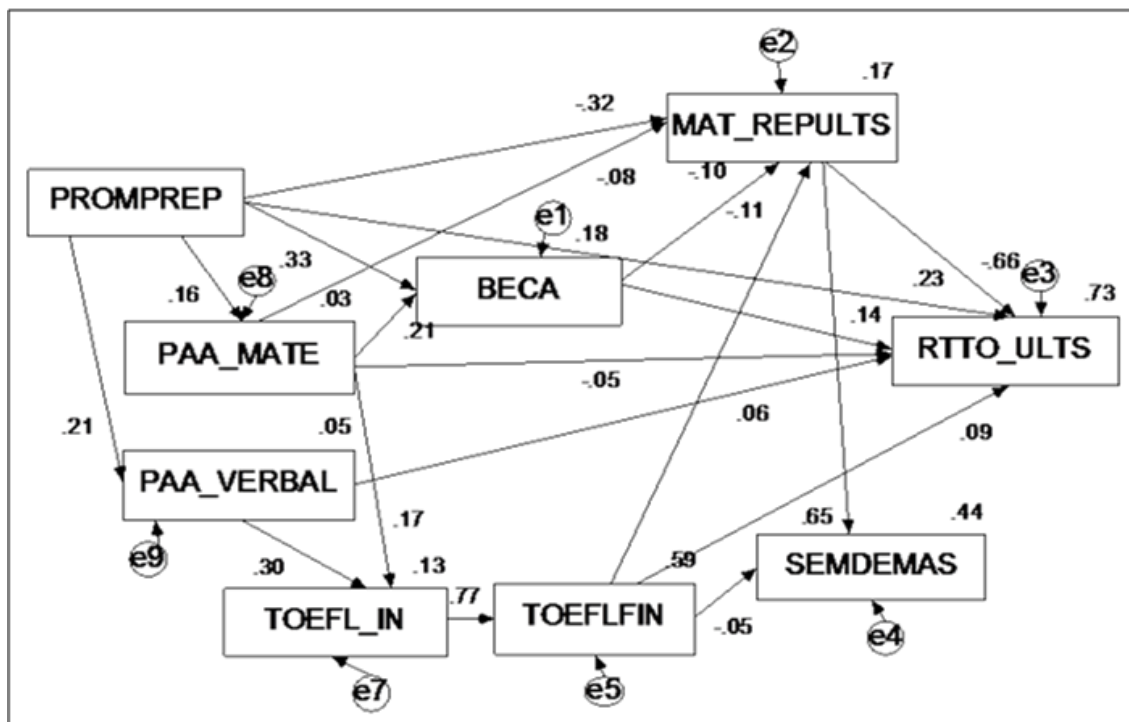 e2
.17
-.32
MAT_REPULTS
-.08
-.10
PROMPREP
e1
-.11
.18
.33
e8
BECA
-.66
e3
.16
.03
.23
.73
.21
.14
PAA_MATE
RTTO_ULTS
-.05
.21
.05
.06
.09
PAA_VERBAL
.17
.65
.44
e9
.30
.13
.59
SEMDEMAS
.77
TOEFL_IN
TOEFLFIN
-.05
e4
e7
e5